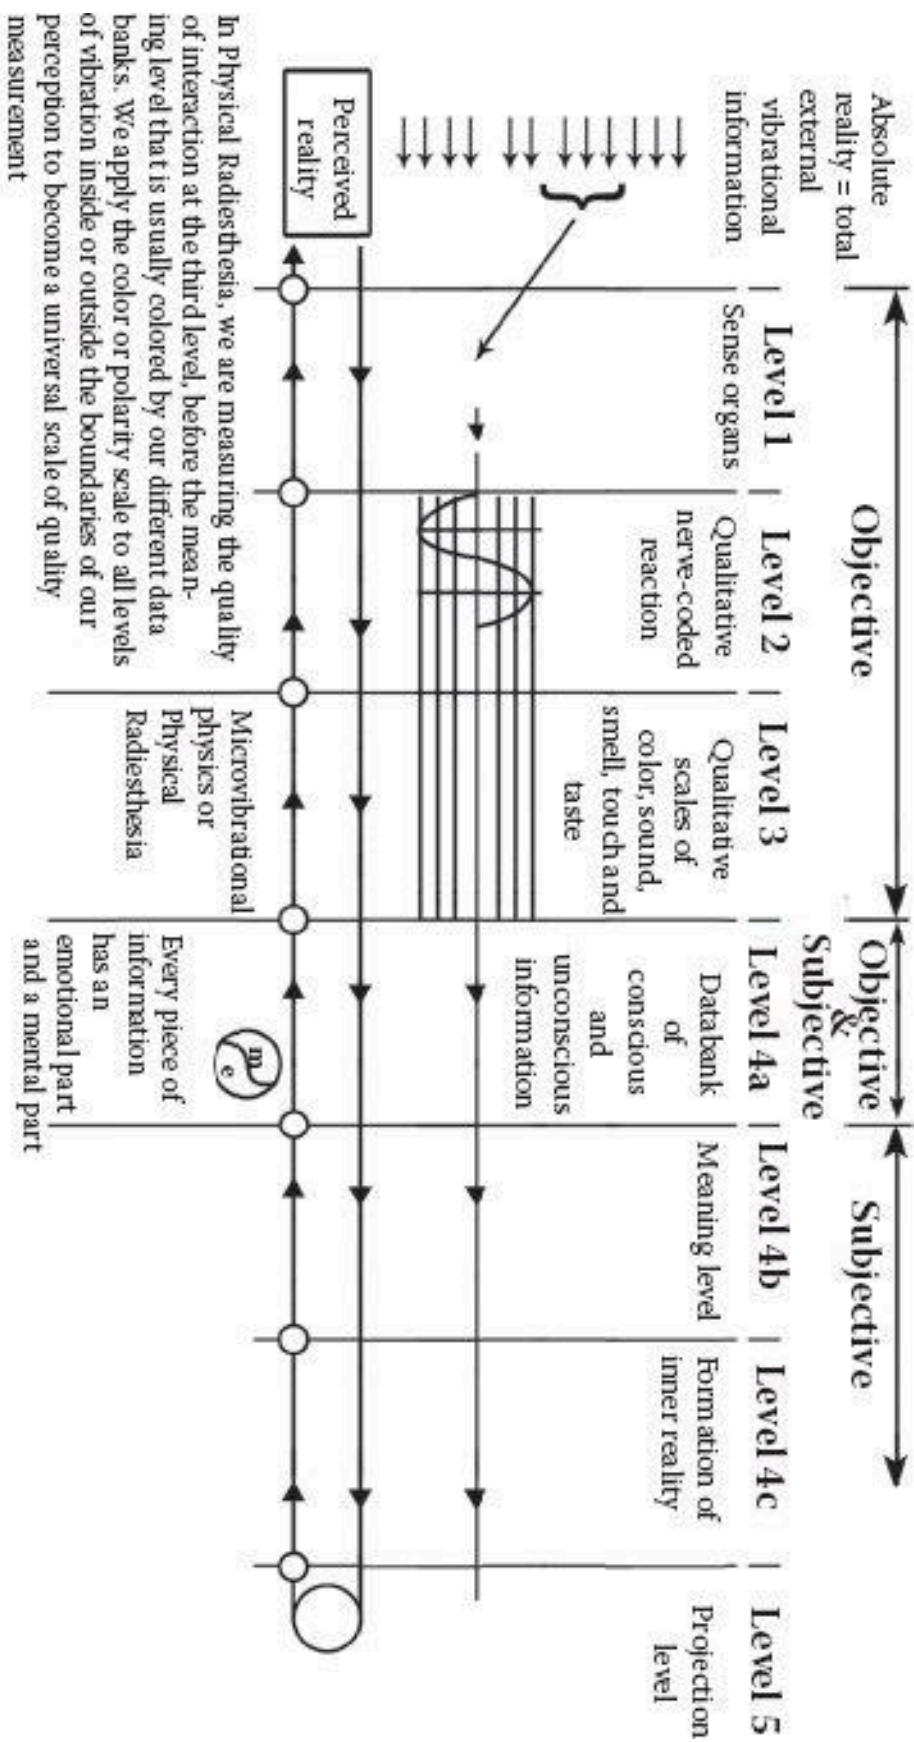 Objective
Objective
&
Subjective
Subjective
Absolute
reality = total
external
vibrational
information
Level 1
Sense organs
Level 2
Qualitative
nerve-coded
reaction
Level 3
Qualitative
scales of
color, sound,
smell, touch and
taste
Level 4a
Databank
of
conscious
and
unconscious
information
Level 4b
Meaning level
Level 4c
Formation of
inner reality
Level 5
Projection
level
Perceived
reality
In Physical Radiesthesia, we are measuring the quality
of interaction at the third level, before the mean-
ing level that is usually colored by our different data
banks. We apply the color or polarity scale to all levels
of vibration inside or outside the boundaries of our
perception to become a universal scale of quality
measurement
Microvibrational
physics or
Physical
Radiesthesia
m
e
Every piece of
information
has an
emotional part
and a mental part